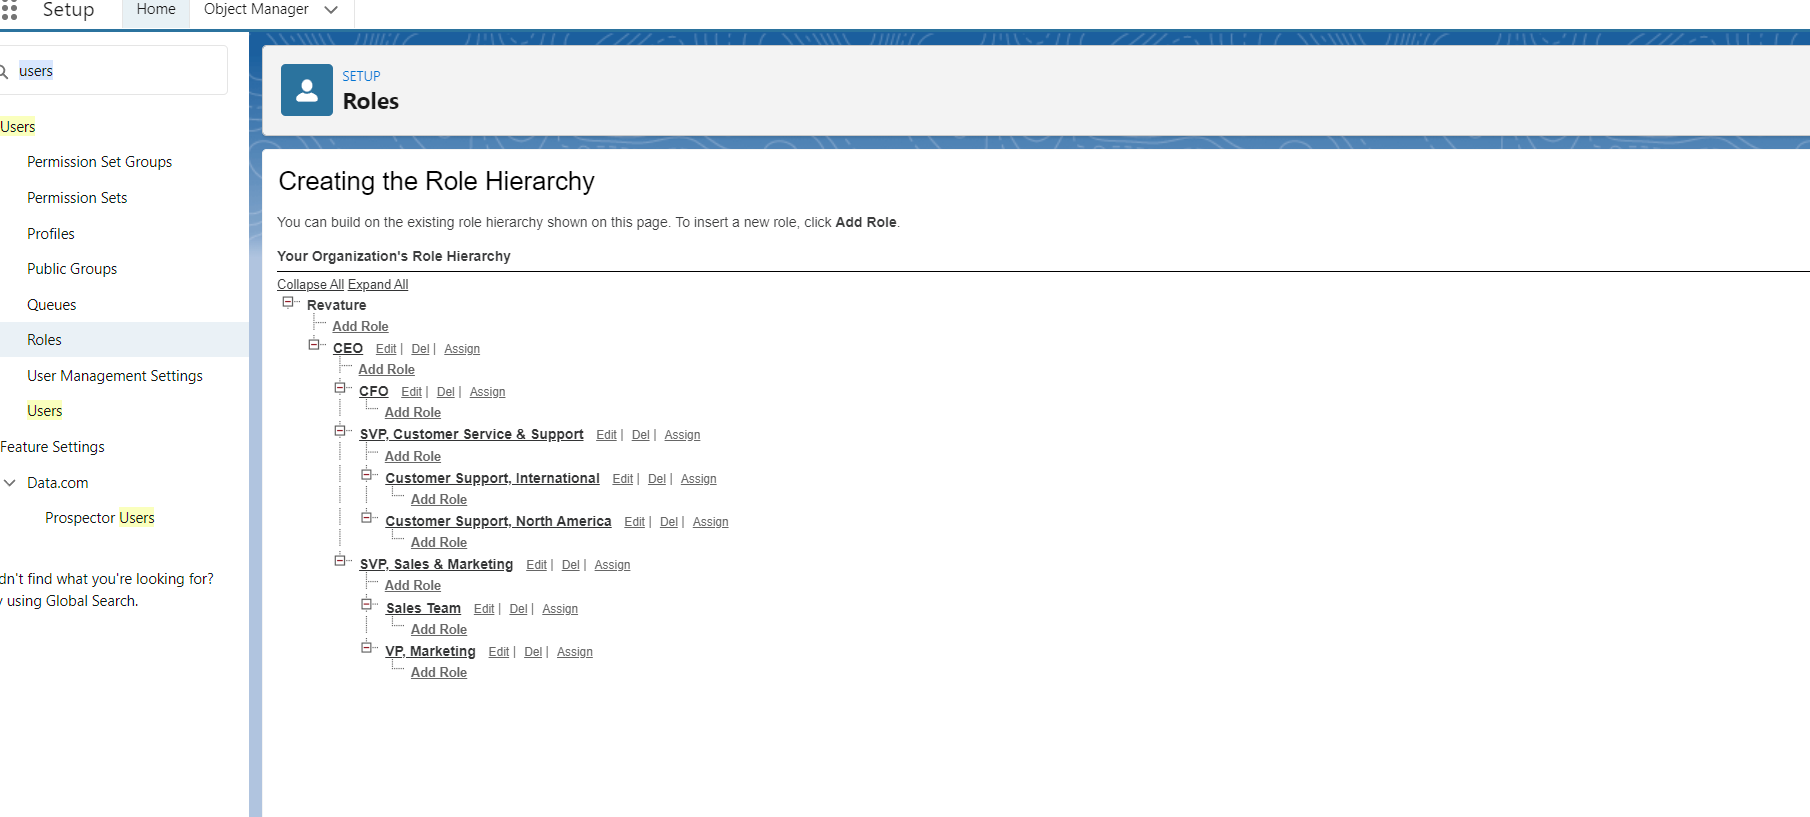 Setup Home Object Manager
users
SETUP
Roles
Users
Permission Set Groups
Permission Sets
Profiles
Public Groups
Queues
Roles
User Management Settings
Users
Feature Settings
Data.com
Prospector Users
dn't find what you're looking for?
using Global Search.
Creating the Role Hierarchy
You can build on the existing role hierarchy shown on this page. To insert a new role, click Add Role.
Your Organization's Role Hierarchy
Collapse All Expand All
Revature
Add Role
CEO Edit | Del | Assign
Add Role
CFO Edit | Del | Assign
Add Role
SVP, Customer Service & Support Edit | Del | Assign
Add Role
Customer Support, International Edit | Del | Assign
Add Role
Customer Support, North America Edit | Del | Assign
Add Role
SVP, Sales & Marketing Edit | Del | Assign
Add Role
Sales Team Edit | Del | Assign
Add Role
VP, Marketing Edit | Del | Assign
Add Role